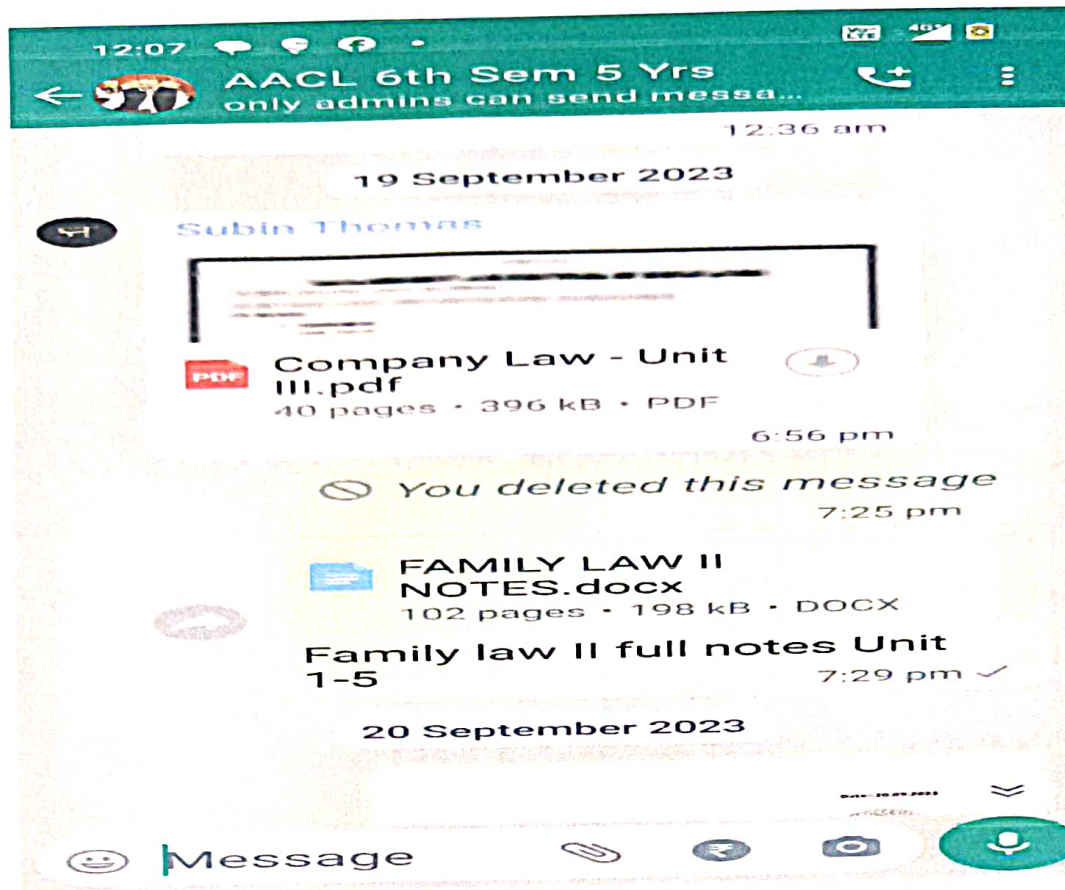 12:07
AACL 6th Sem 5 Yrs
only admins can send messa...
12:36 am
19 September 2023
Subin Thomas
Company Law - Unit
III.pdf
PDF
40 pages • 396 kB • PDF
6:56 pm
You deleted this message
7:25 pm
FAMILY LAW II
NOTES.docx
102 pages • 198 kB • DOCX
Family law II full notes Unit
1-5
7:29 pm
20 September 2023
Message